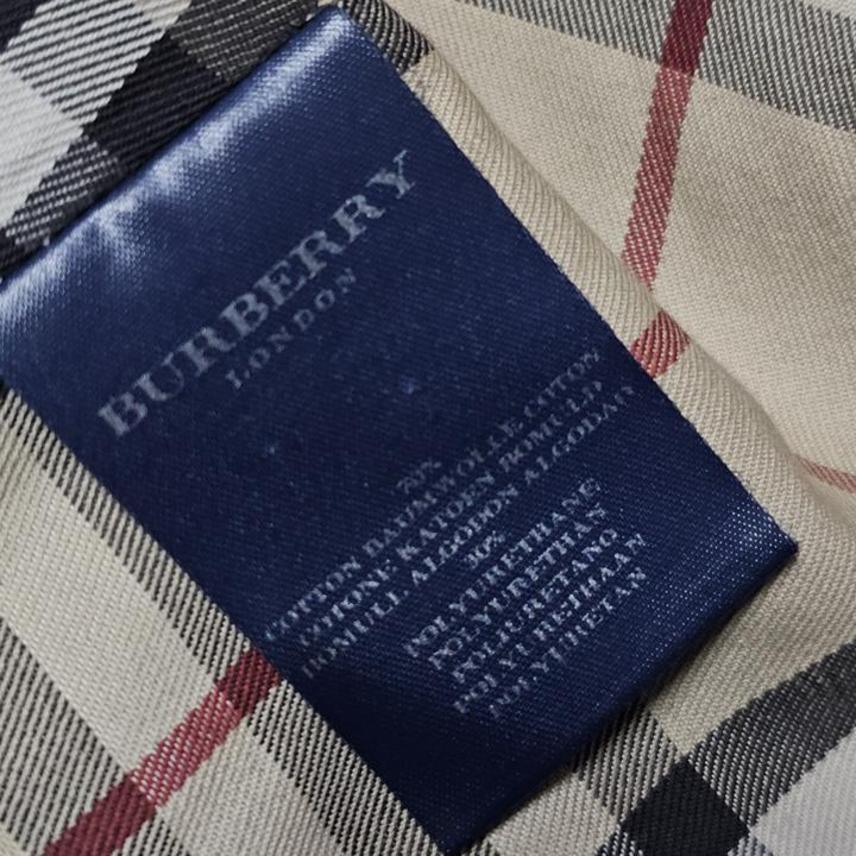 BURBERRY
LONDON
70%
COTTON BAUMWOLLE COTON
COTONE KATOEN BOMULD
BOMULL ALGODON ALGODAO
30%
POLYURETHANE
POLYURETHAN
POLIURETANO
POLYURETHAAN
POLYURETAN